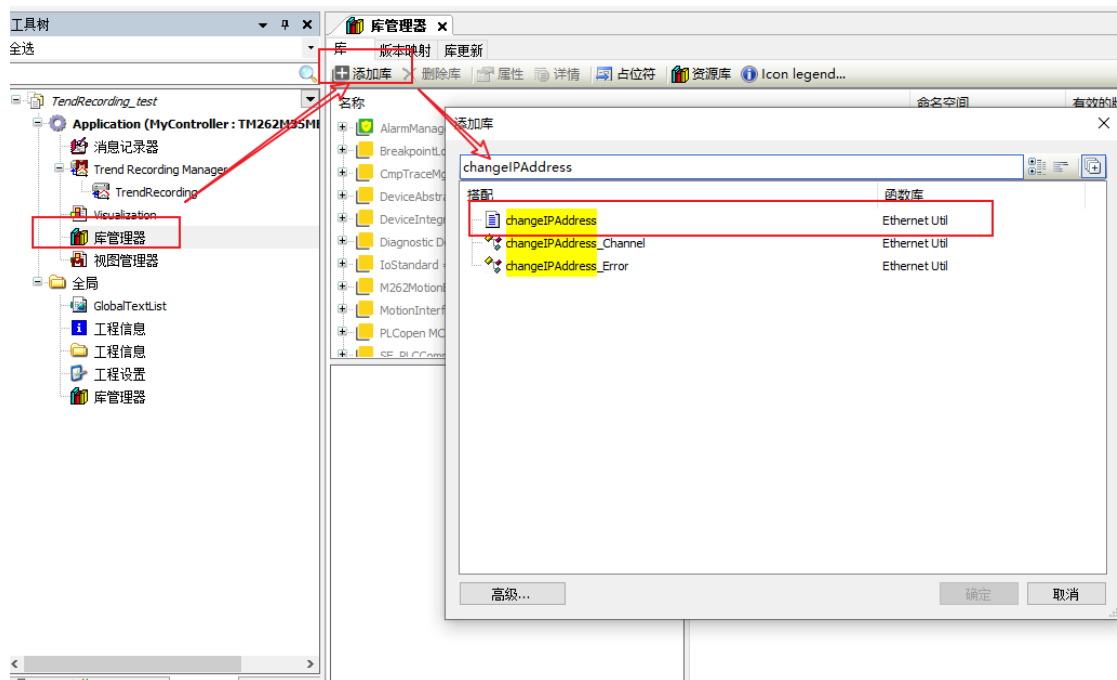 工具树
全选
TendRecording_test
Application (MyController : TM262M35MI
消息记录器
Trend Recording Manager
TrendRecording
Visualization
库管理器
视图管理器
全局
GlobalTextList
工程信息
工程信息
工程设置
库管理器
库管理器
库 版本映射 库更新
添加库 删除库 属性 详情 占位符 资源库 Icon legend...
名称 命名空间 有效的版
AlarmManag
BreakpointLo
CmpTraceMg
DeviceAbstra
DeviceIntegr
Diagnostic D
IoStandard =
M262MotionE
MotionInterf
PLCopen MC
SE_PLCComm
添加库
changeIPAddress
搭配 函数库
changeIPAddress Ethernet Util
changeIPAddress_Channel Ethernet Util
changeIPAddress_Error Ethernet Util
高级... 确定 取消